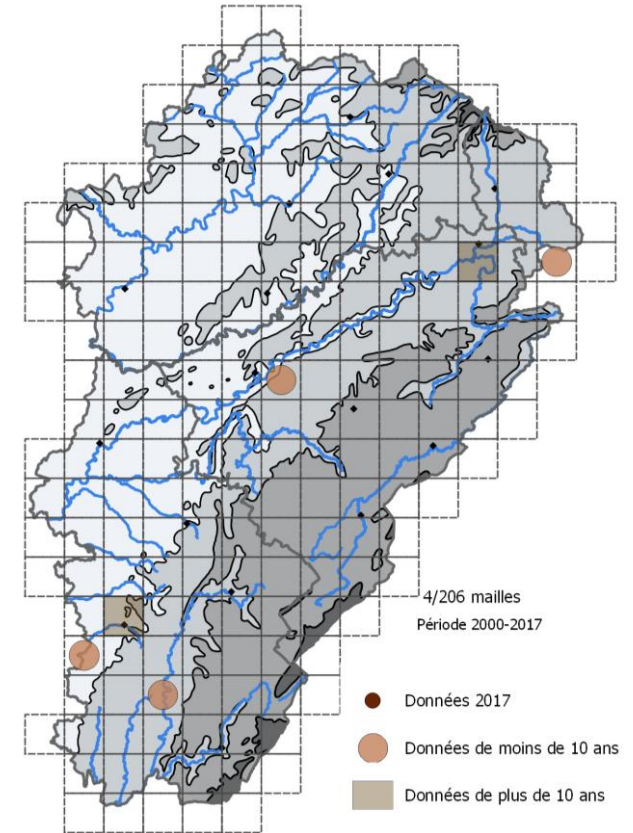 4/206 mailles
Période 2000-2017
Données 2017
Données de moins de 10 ans
Données de plus de 10 ans